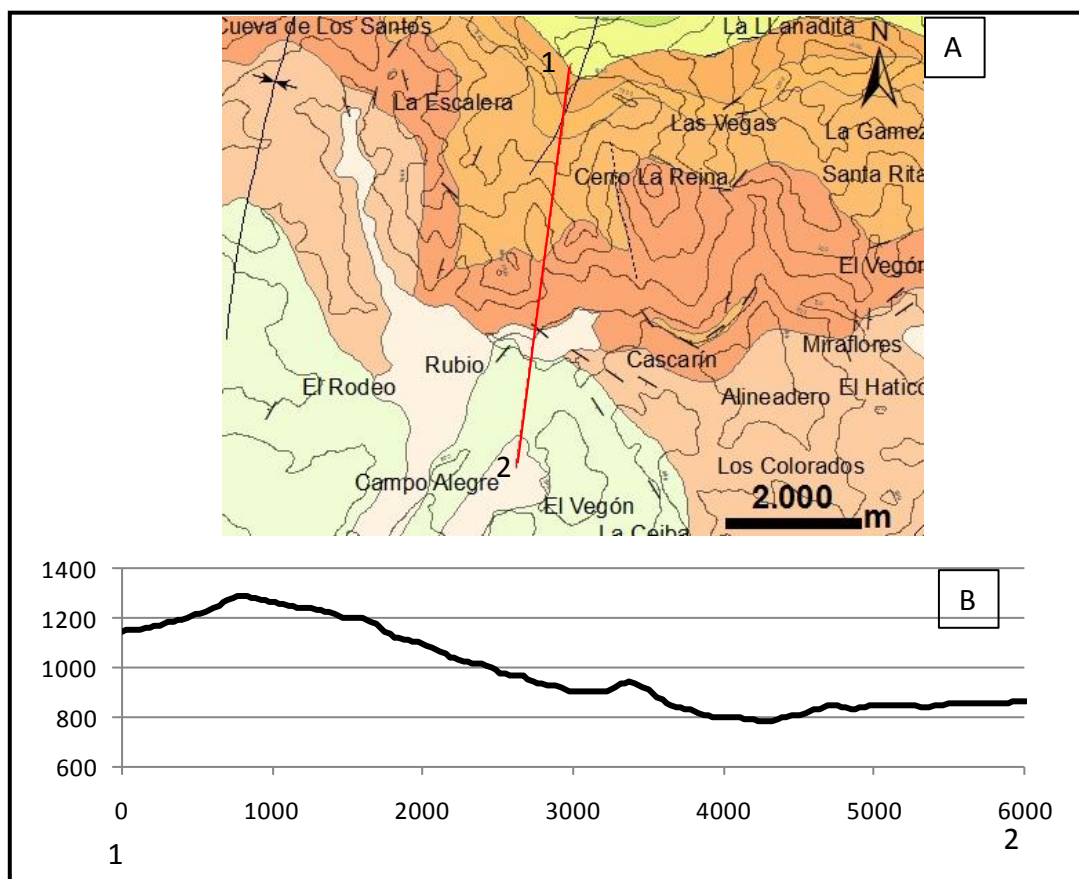 Cueva de Los Santos
La LLanadita
N
A
1
La Escalera
Las Vegas
La Gamez
Cerro La Reina
Santa Rita
El Vegón
Miraflores
Rubio
Cascarín
El Rodeo
Alineadero
El Hatico
2
Campo Alegre
Los Colorados
El Vegón
2.000
m
La Ceiba
B
1400
1200
1000
800
600
0 1000 2000 3000 4000 5000 6000
1 2